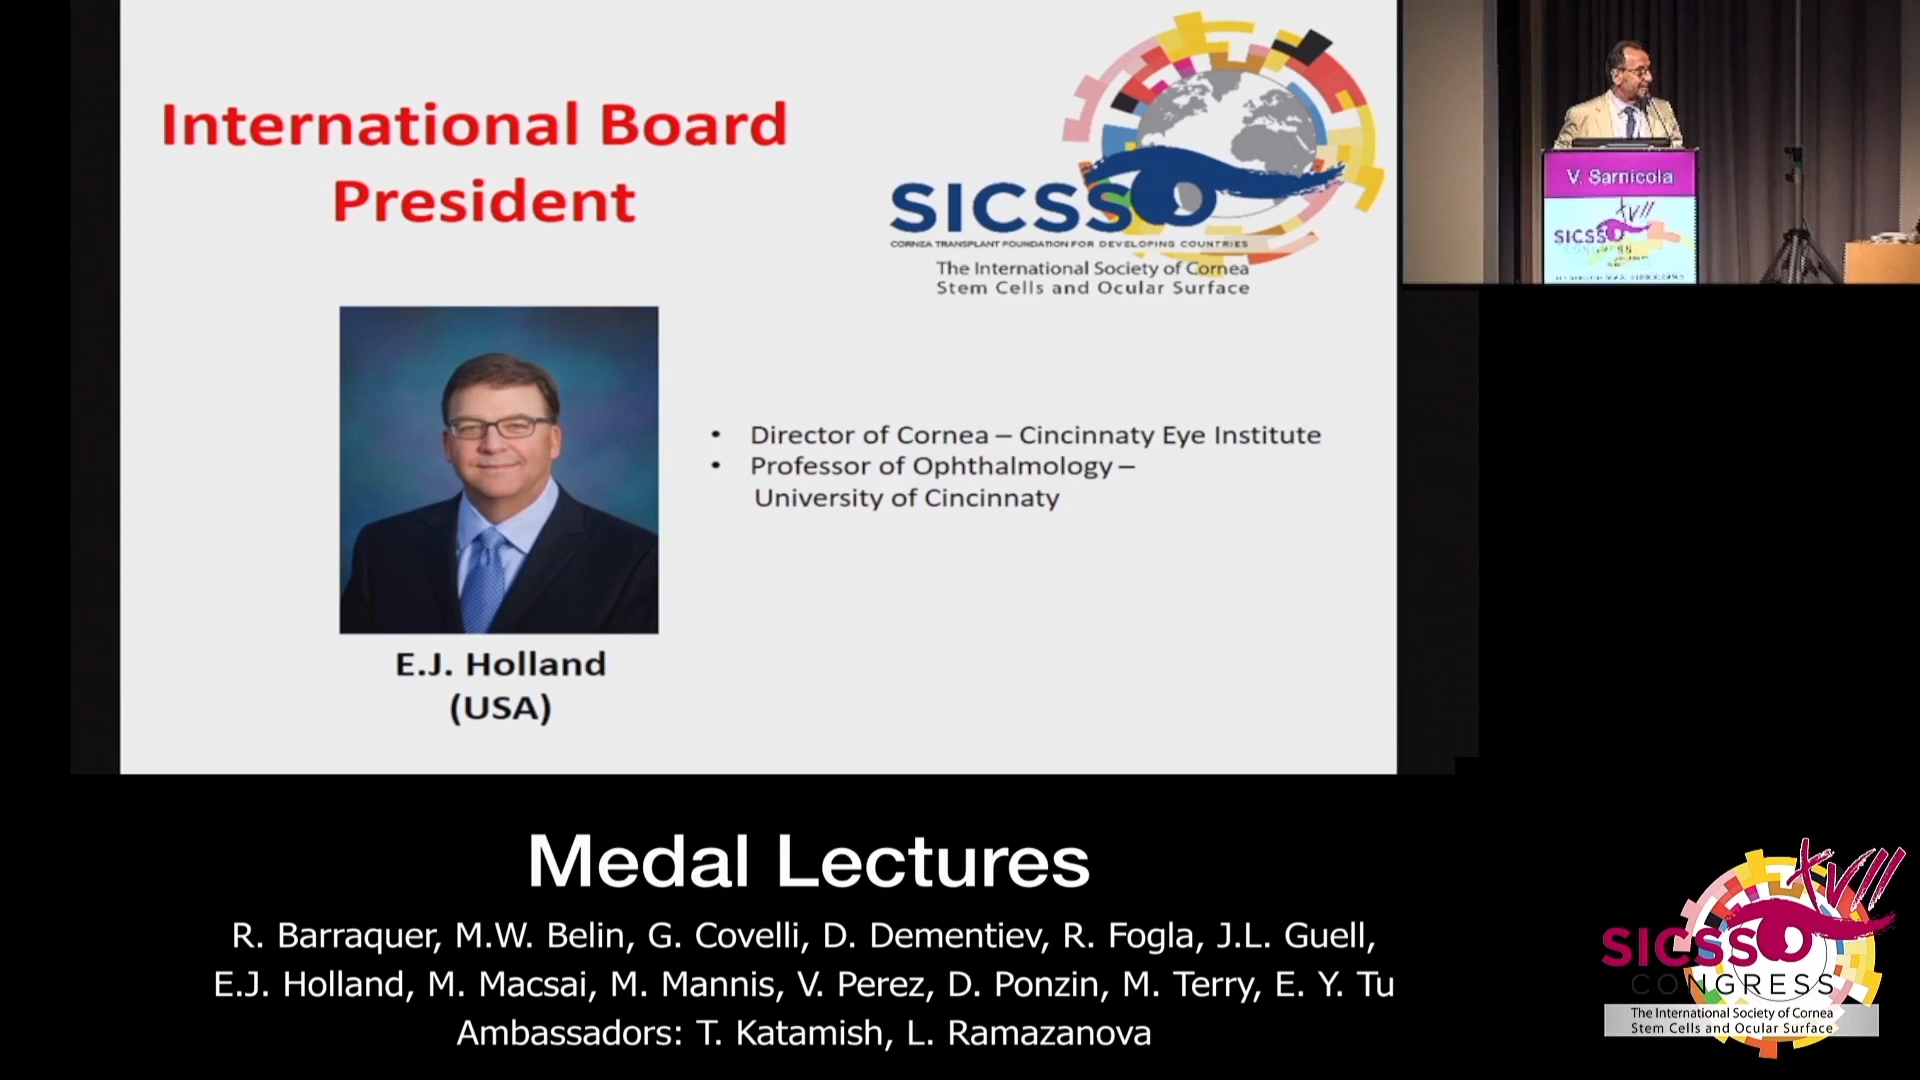 International Board
President
SICSSO
CORNEA TRANSPLANT FOUNDATION FOR DEVELOPING COUNTRIES
The International Society of Cornea
Stem Cells and Ocular Surface
• Director of Cornea – Cincinnaty Eye Institute
• Professor of Ophthalmology –
University of Cincinnaty
E.J. Holland
(USA)
V. Sarnicola
XVII
SICSSO
CONGRESS
Medal Lectures
R. Barraquer, M.W. Belin, G. Covelli, D. Dementiev, R. Fogla, J.L. Guell,
E.J. Holland, M. Macsai, M. Mannis, V. Perez, D. Ponzin, M. Terry, E. Y. Tu
Ambassadors: T. Katamish, L. Ramazanova
XVII
SICSSO
CONGRESS
The International Society of Cornea
Stem Cells and Ocular Surface